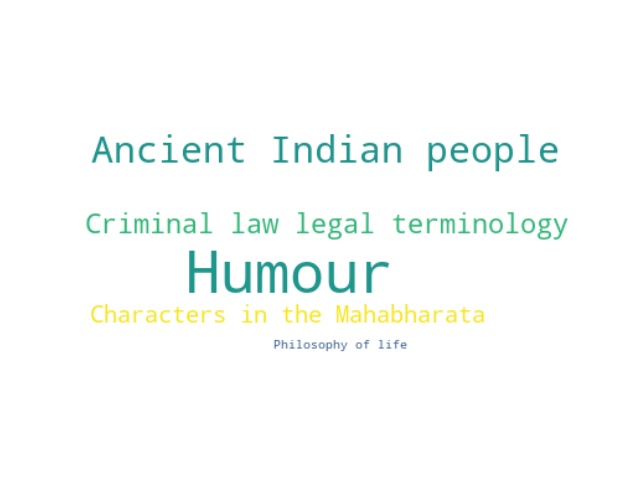 Ancient Indian people
Criminal law legal terminology
Humour
Characters in the Mahabharata
Philosophy of life